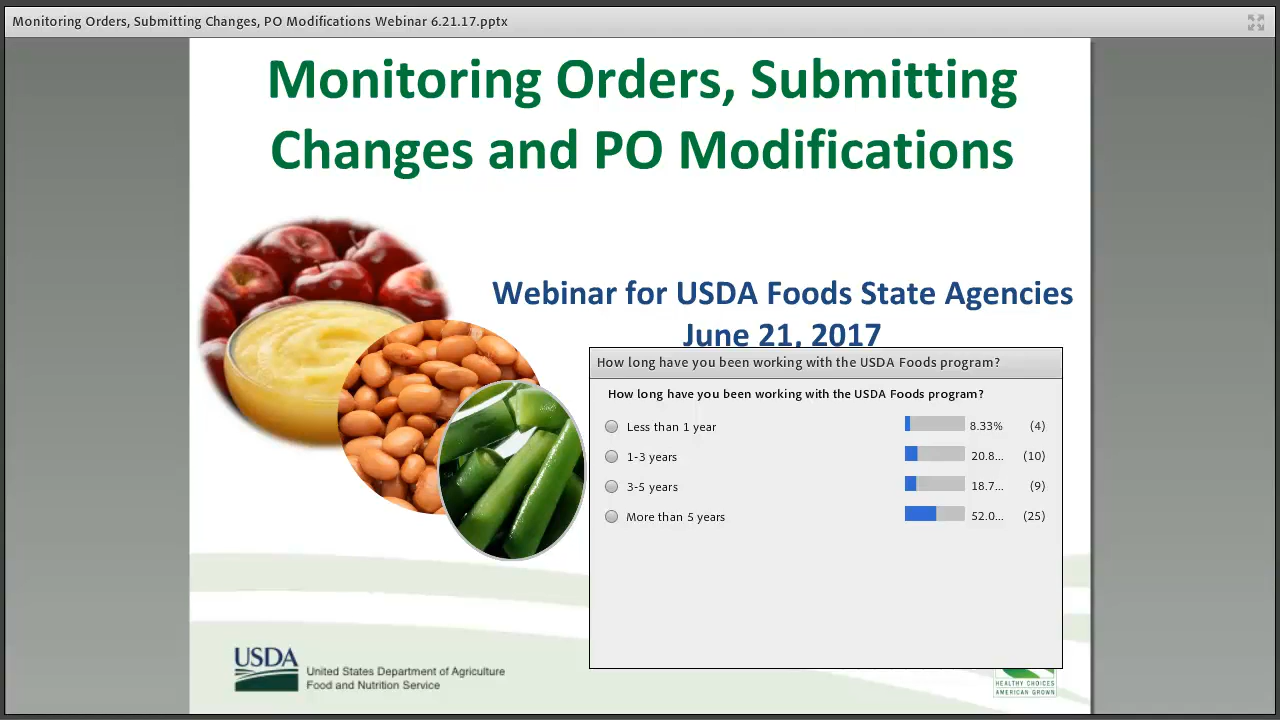 Monitoring Orders, Submitting Changes, PO Modifications Webinar 6.21.17.pptx
Monitoring Orders, Submitting
Changes and PO Modifications
Webinar for USDA Foods State Agencies
June 21, 2017
How long have you been working with the USDA Foods program?
How long have you been working with the USDA Foods program?
Less than 1 year 8.33% (4)
1-3 years 20.8... (10)
3-5 years 18.7... (9)
More than 5 years 52.0... (25)
USDA
United States Department of Agriculture
Food and Nutrition Service
HEALTHY CHOICES
AMERICAN GROWN